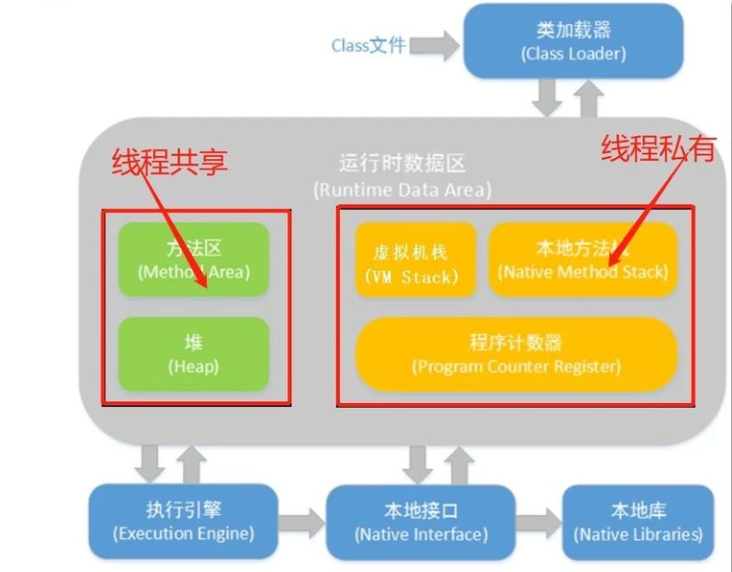 类加载器
Class文件
(Class Loader)
线程共享
线程私有
运行时数据区
(Runtime Data Area)
方法区
(Method Area)
虚拟机栈
(VM Stack)
本地方法栈
(Native Method Stack)
堆
(Heap)
程序计数器
(Program Counter Register)
执行引擎
(Execution Engine)
本地接口
(Native Interface)
本地库
(Native Libraries)